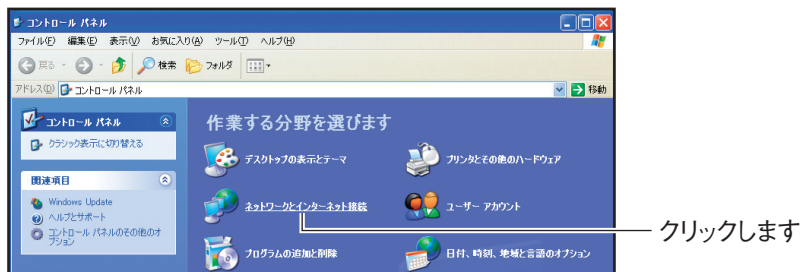 コントロール パネル
ファイル(F) 編集(E) 表示(V) お気に入り(A) ツール(T) ヘルプ(H)
戻る 検索 フォルダ
アドレス(D) コントロール パネル 移動
コントロール パネル
クラシック表示に切り替える
関連項目
Windows Update
ヘルプとサポート
コントロール パネルのその他のオ
プション
作業する分野を選びます
デスクトップの表示とテーマ
プリンタとその他のハードウェア
ネットワークとインターネット接続
ユーザー アカウント
プログラムの追加と削除
日付、時刻、地域と言語のオプション
クリックします